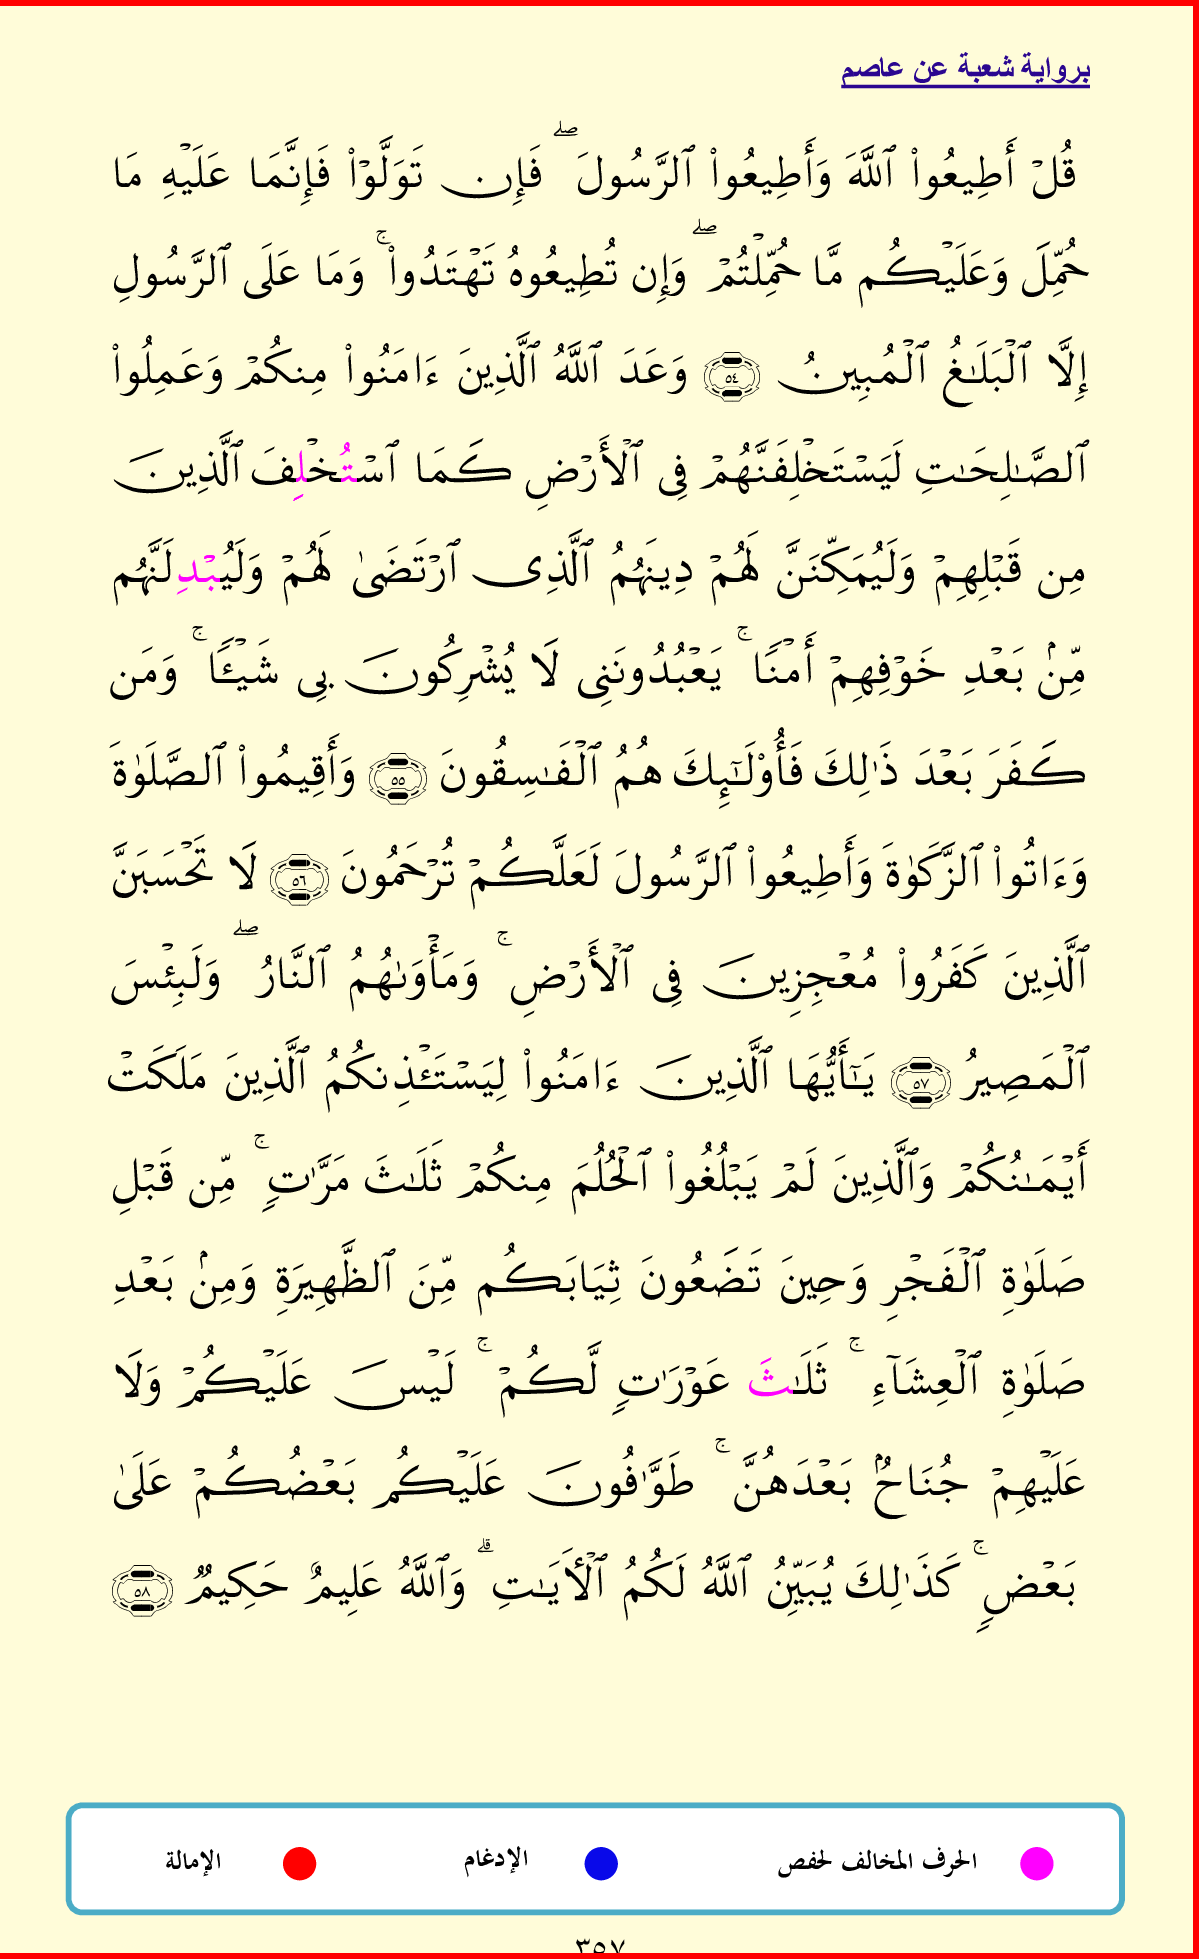 برواية شعبة عن عاصم
قُلۡ أَطِيعُواْ ٱللَّهَ وَأَطِيعُواْ ٱلرَّسُولَۖ فَإِن تَوَلَّوۡاْ فَإِنَّمَا عَلَيۡهِ مَا
حُمِّلَ وَعَلَيۡكُم مَّا حُمِّلۡتُمۡۖ وَإِن تُطِيعُوهُ تَهۡتَدُواْۚ وَمَا عَلَى ٱلرَّسُولِ
إِلَّا ٱلۡبَلَٰغُ ٱلۡمُبِينُ ٥٤ وَعَدَ ٱللَّهُ ٱلَّذِينَ ءَامَنُواْ مِنكُمۡ وَعَمِلُواْ
ٱلصَّٰلِحَٰتِ لَيَسۡتَخۡلِفَنَّهُمۡ فِي ٱلۡأَرۡضِ كَمَا ٱسۡتُخۡلِفَ ٱلَّذِينَ
مِن قَبۡلِهِمۡ وَلَيُمَكِّنَنَّ لَهُمۡ دِينَهُمُ ٱلَّذِي ٱرۡتَضَىٰ لَهُمۡ وَلَيُبۡدِلَنَّهُم
مِّنۢ بَعۡدِ خَوۡفِهِمۡ أَمۡنٗاۚ يَعۡبُدُونَنِي لَا يُشۡرِكُونَ بِي شَيۡـٔٗاۚ وَمَن
كَفَرَ بَعۡدَ ذَٰلِكَ فَأُوْلَٰٓئِكَ هُمُ ٱلۡفَٰسِقُونَ ٥٥ وَأَقِيمُواْ ٱلصَّلَوٰةَ
وَءَاتُواْ ٱلزَّكَوٰةَ وَأَطِيعُواْ ٱلرَّسُولَ لَعَلَّكُمۡ تُرۡحَمُونَ ٥٦ لَا تَحۡسَبَنَّ
ٱلَّذِينَ كَفَرُواْ مُعۡجِزِينَ فِي ٱلۡأَرۡضِۚ وَمَأۡوَىٰهُمُ ٱلنَّارُۖ وَلَبِئۡسَ
ٱلۡمَصِيرُ ٥٧ يَٰٓأَيُّهَا ٱلَّذِينَ ءَامَنُواْ لِيَسۡتَـٔۡذِنكُمُ ٱلَّذِينَ مَلَكَتۡ
أَيۡمَٰنُكُمۡ وَٱلَّذِينَ لَمۡ يَبۡلُغُواْ ٱلۡحُلُمَ مِنكُمۡ ثَلَٰثَ مَرَّٰتٖۚ مِّن قَبۡلِ
صَلَوٰةِ ٱلۡفَجۡرِ وَحِينَ تَضَعُونَ ثِيَابَكُم مِّنَ ٱلظَّهِيرَةِ وَمِنۢ بَعۡدِ
صَلَوٰةِ ٱلۡعِشَآءِۚ ثَلَٰثَ عَوۡرَٰتٖ لَّكُمۡۚ لَيۡسَ عَلَيۡكُمۡ وَلَا
عَلَيۡهِمۡ جُنَاحُۢ بَعۡدَهُنَّۚ طَوَّٰفُونَ عَلَيۡكُم بَعۡضُكُمۡ عَلَىٰ
بَعۡضٖۚ كَذَٰلِكَ يُبَيِّنُ ٱللَّهُ لَكُمُ ٱلۡأٓيَٰتِۗ وَٱللَّهُ عَلِيمٌ حَكِيمٞ ٥٨
الحرف المخالف لحفص الإدغام الإمالة
٣٥٧